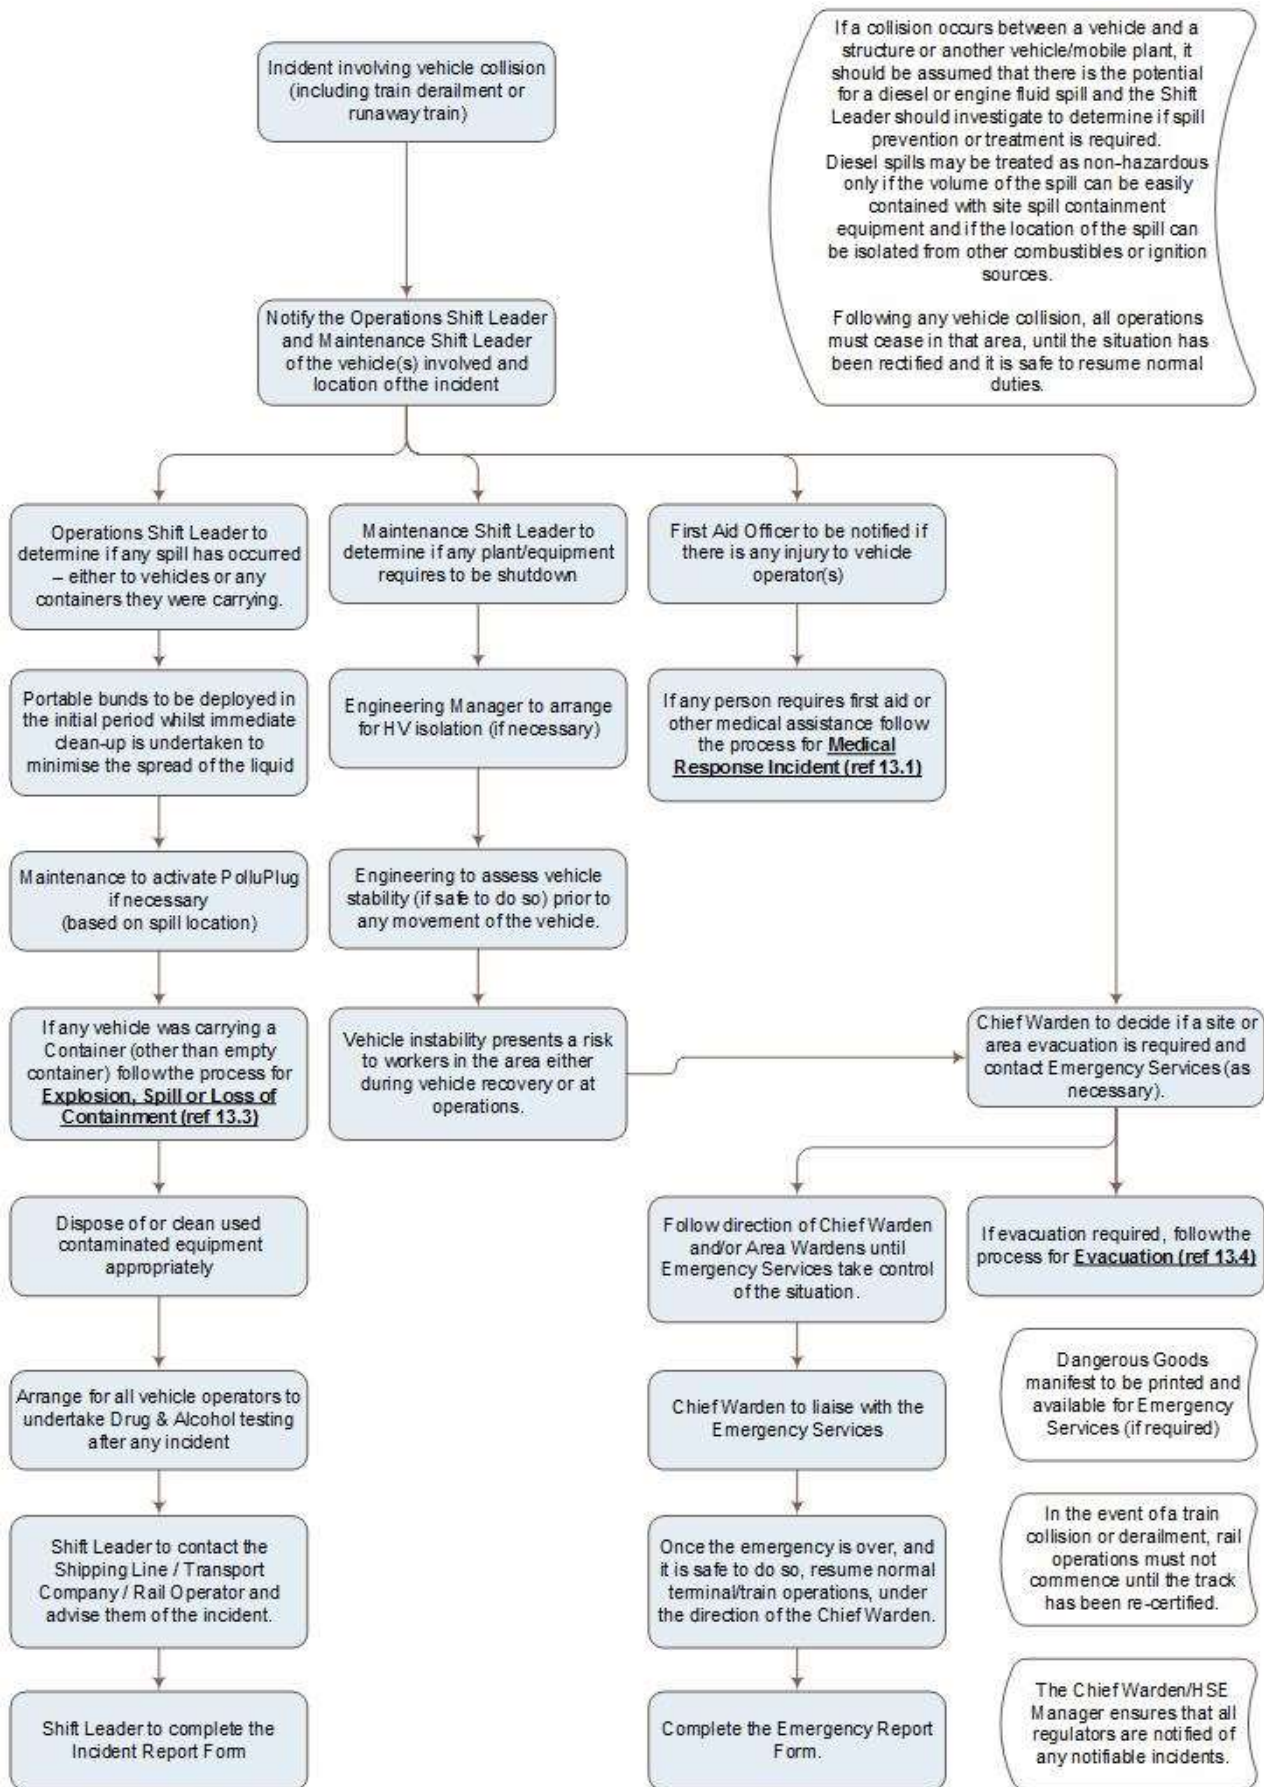 Incident involving vehicle collision
(including train derailment or
runaway train)
If a collision occurs between a vehicle and a
structure or another vehicle/mobile plant, it
should be assumed that there is the potential
for a diesel or engine fluid spill and the Shift
Leader should investigate to determine if spill
prevention or treatment is required.
Diesel spills may be treated as non-hazardous
only if the volume of the spill can be easily
contained with site spill containment
equipment and if the location of the spill can
be isolated from other combustibles or ignition
sources.
Following any vehicle collision, all operations
must cease in that area, until the situation has
been rectified and it is safe to resume normal
duties.
Notify the Operations Shift Leader
and Maintenance Shift Leader
of the vehicle(s) involved and
location of the incident
Operations Shift Leader to
determine if any spill has occurred
– either to vehicles or any
containers they were carrying.
Portable bunds to be deployed in
the initial period whilst immediate
clean-up is undertaken to
minimise the spread of the liquid
Maintenance to activate PolluPlug
if necessary
(based on spill location)
If any vehicle was carrying a
Container (other than empty
container) follow the process for
Explosion, Spill or Loss of
Containment (ref 13.3)
Dispose of or clean used
contaminated equipment
appropriately
Arrange for all vehicle operators to
undertake Drug & Alcohol testing
after any incident
Shift Leader to contact the
Shipping Line / Transport
Company / Rail Operator and
advise them of the incident.
Shift Leader to complete the
Incident Report Form
Maintenance Shift Leader to
determine if any plant/equipment
requires to be shutdown
Engineering Manager to arrange
for HV isolation (if necessary)
Engineering to assess vehicle
stability (if safe to do so) prior to
any movement of the vehicle.
Vehicle instability presents a risk
to workers in the area either
during vehicle recovery or at
operations.
First Aid Officer to be notified if
there is any injury to vehicle
operator(s)
If any person requires first aid or
other medical assistance follow
the process for Medical
Response Incident (ref 13.1)
Chief Warden to decide if a site or
area evacuation is required and
contact Emergency Services (as
necessary).
Follow direction of Chief Warden
and/or Area Wardens until
Emergency Services take control
of the situation.
Chief Warden to liaise with the
Emergency Services
Once the emergency is over, and
it is safe to do so, resume normal
terminal/train operations, under
the direction of the Chief Warden.
Complete the Emergency Report
Form.
If evacuation required, follow the
process for Evacuation (ref 13.4)
Dangerous Goods
manifest to be printed and
available for Emergency
Services (if required)
In the event of a train
collision or derailment, rail
operations must not
commence until the track
has been re-certified.
The Chief Warden/HSE
Manager ensures that all
regulators are notified of
any notifiable incidents.